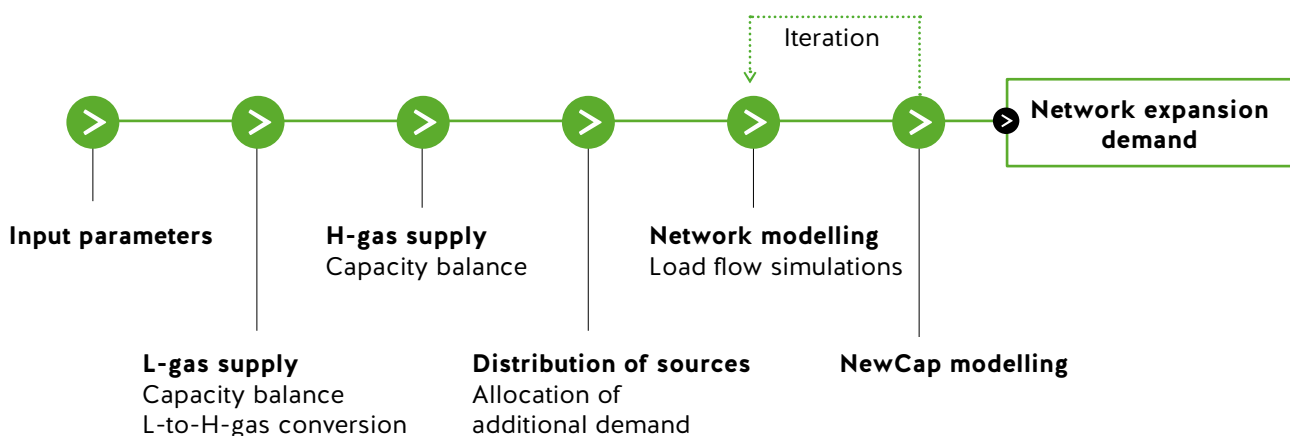 Iteration
Network expansion
demand
Input parameters
H-gas supply
Capacity balance
Network modelling
Load flow simulations
L-gas supply
Capacity balance
L-to-H-gas conversion
Distribution of sources
Allocation of
additional demand
NewCap modelling